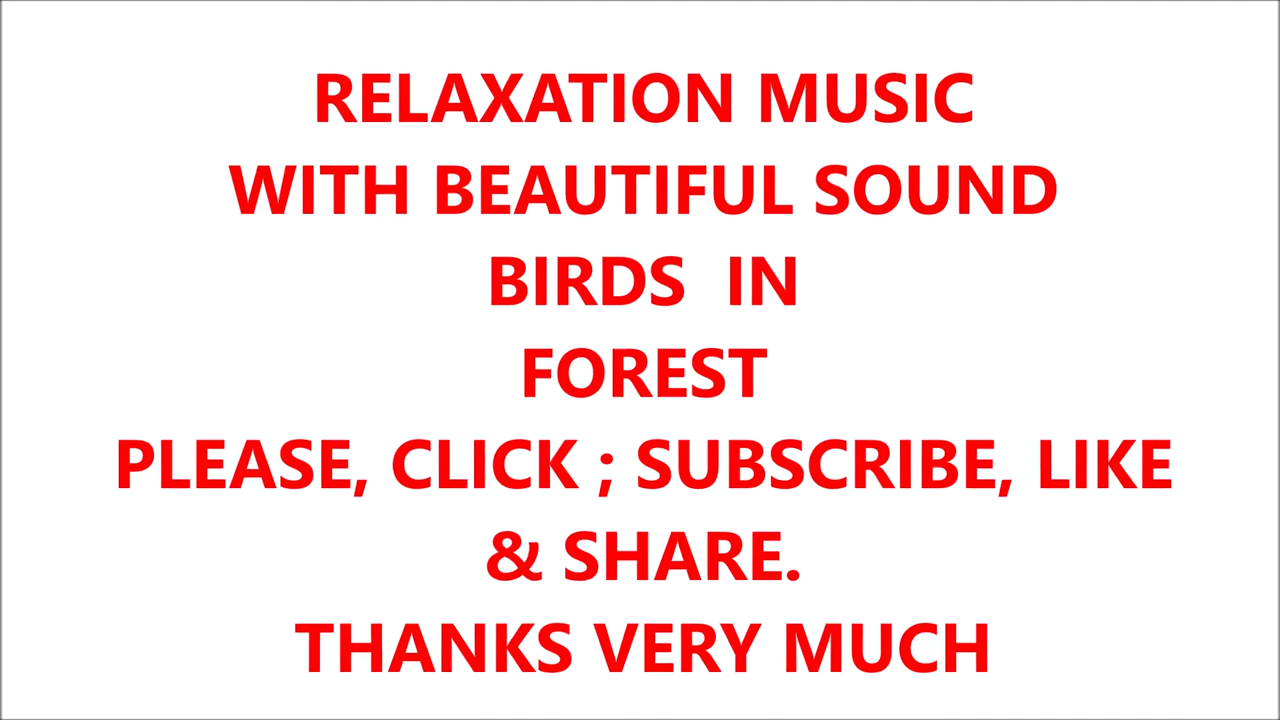 RELAXATION MUSIC
WITH BEAUTIFUL SOUND
BIRDS  IN
FOREST
PLEASE, CLICK ; SUBSCRIBE, LIKE
& SHARE.
THANKS VERY MUCH